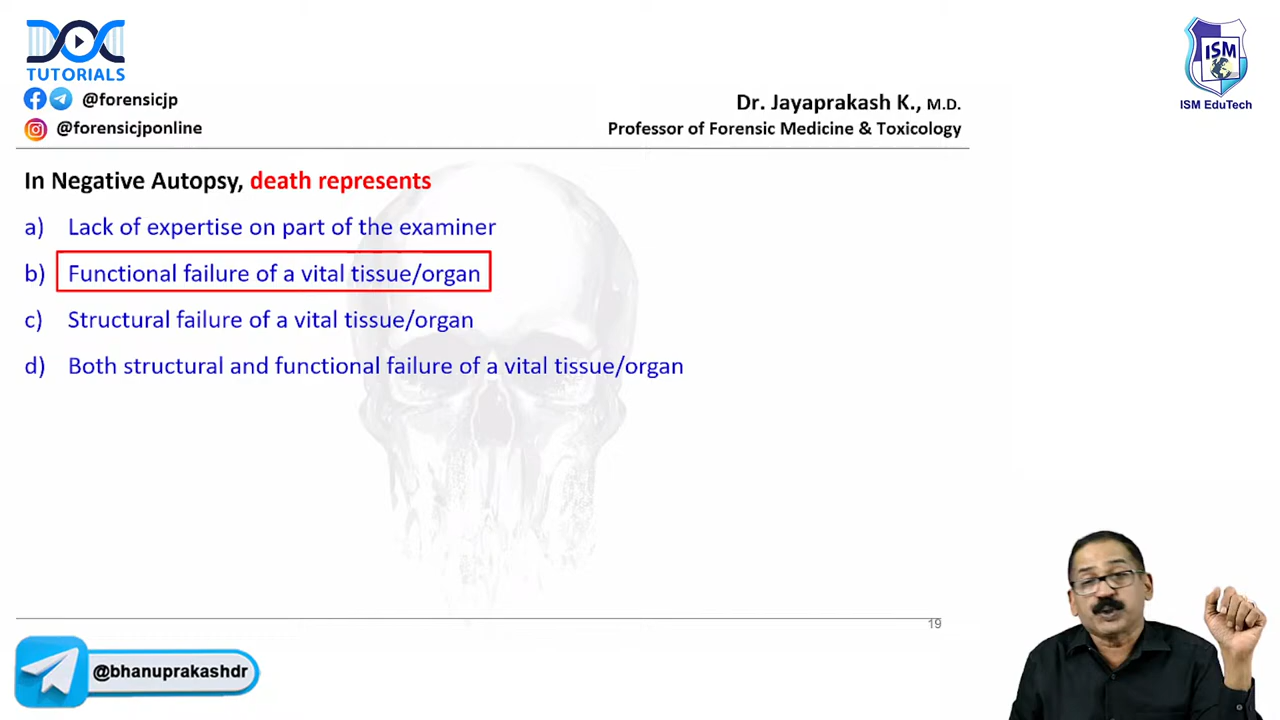 DOC
TUTORIALS
@forensicjp
@forensicjponline
ISM
ISM EduTech
Dr. Jayaprakash K., M.D.
Professor of Forensic Medicine & Toxicology
In Negative Autopsy, death represents
a) Lack of expertise on part of the examiner
b) Functional failure of a vital tissue/organ
c) Structural failure of a vital tissue/organ
d) Both structural and functional failure of a vital tissue/organ
19
@bhanuprakashdr